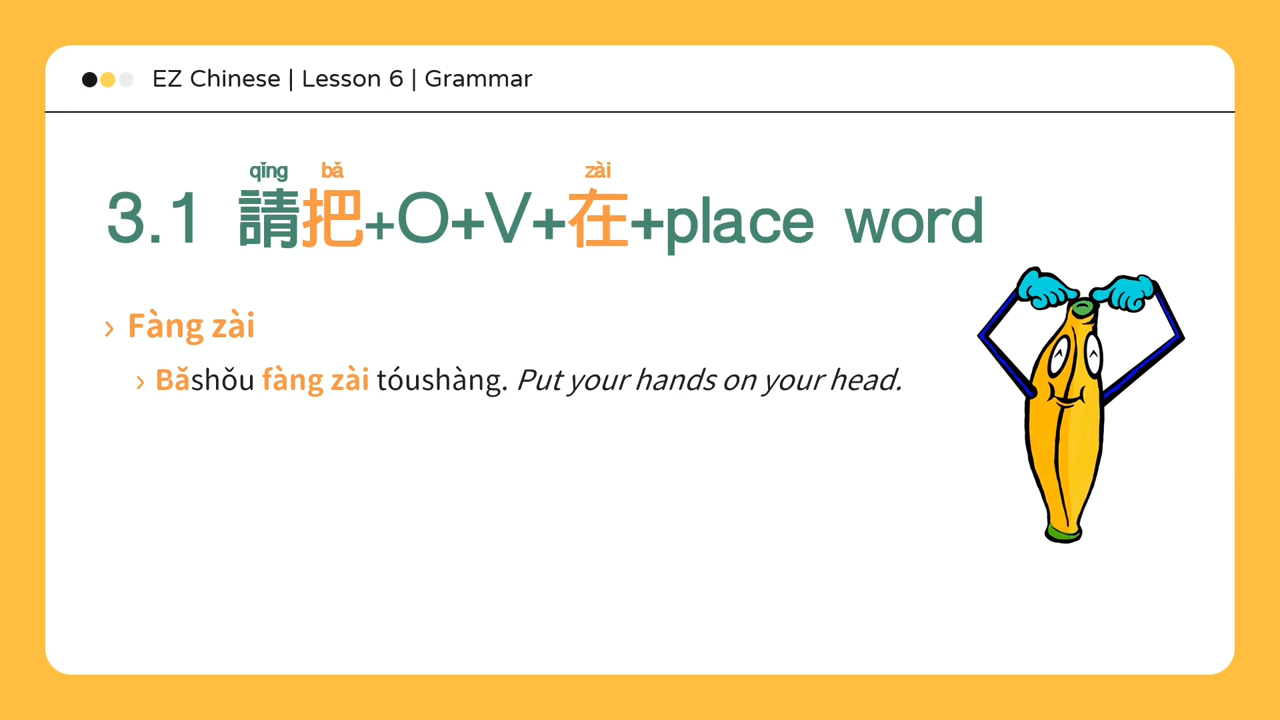 EZ Chinese | Lesson 6 | Grammar
qǐng bǎ zài
3.1 請把+O+V+在+place word
› Fàng zài
› Bǎshǒu fàng zài tóushàng. Put your hands on your head.